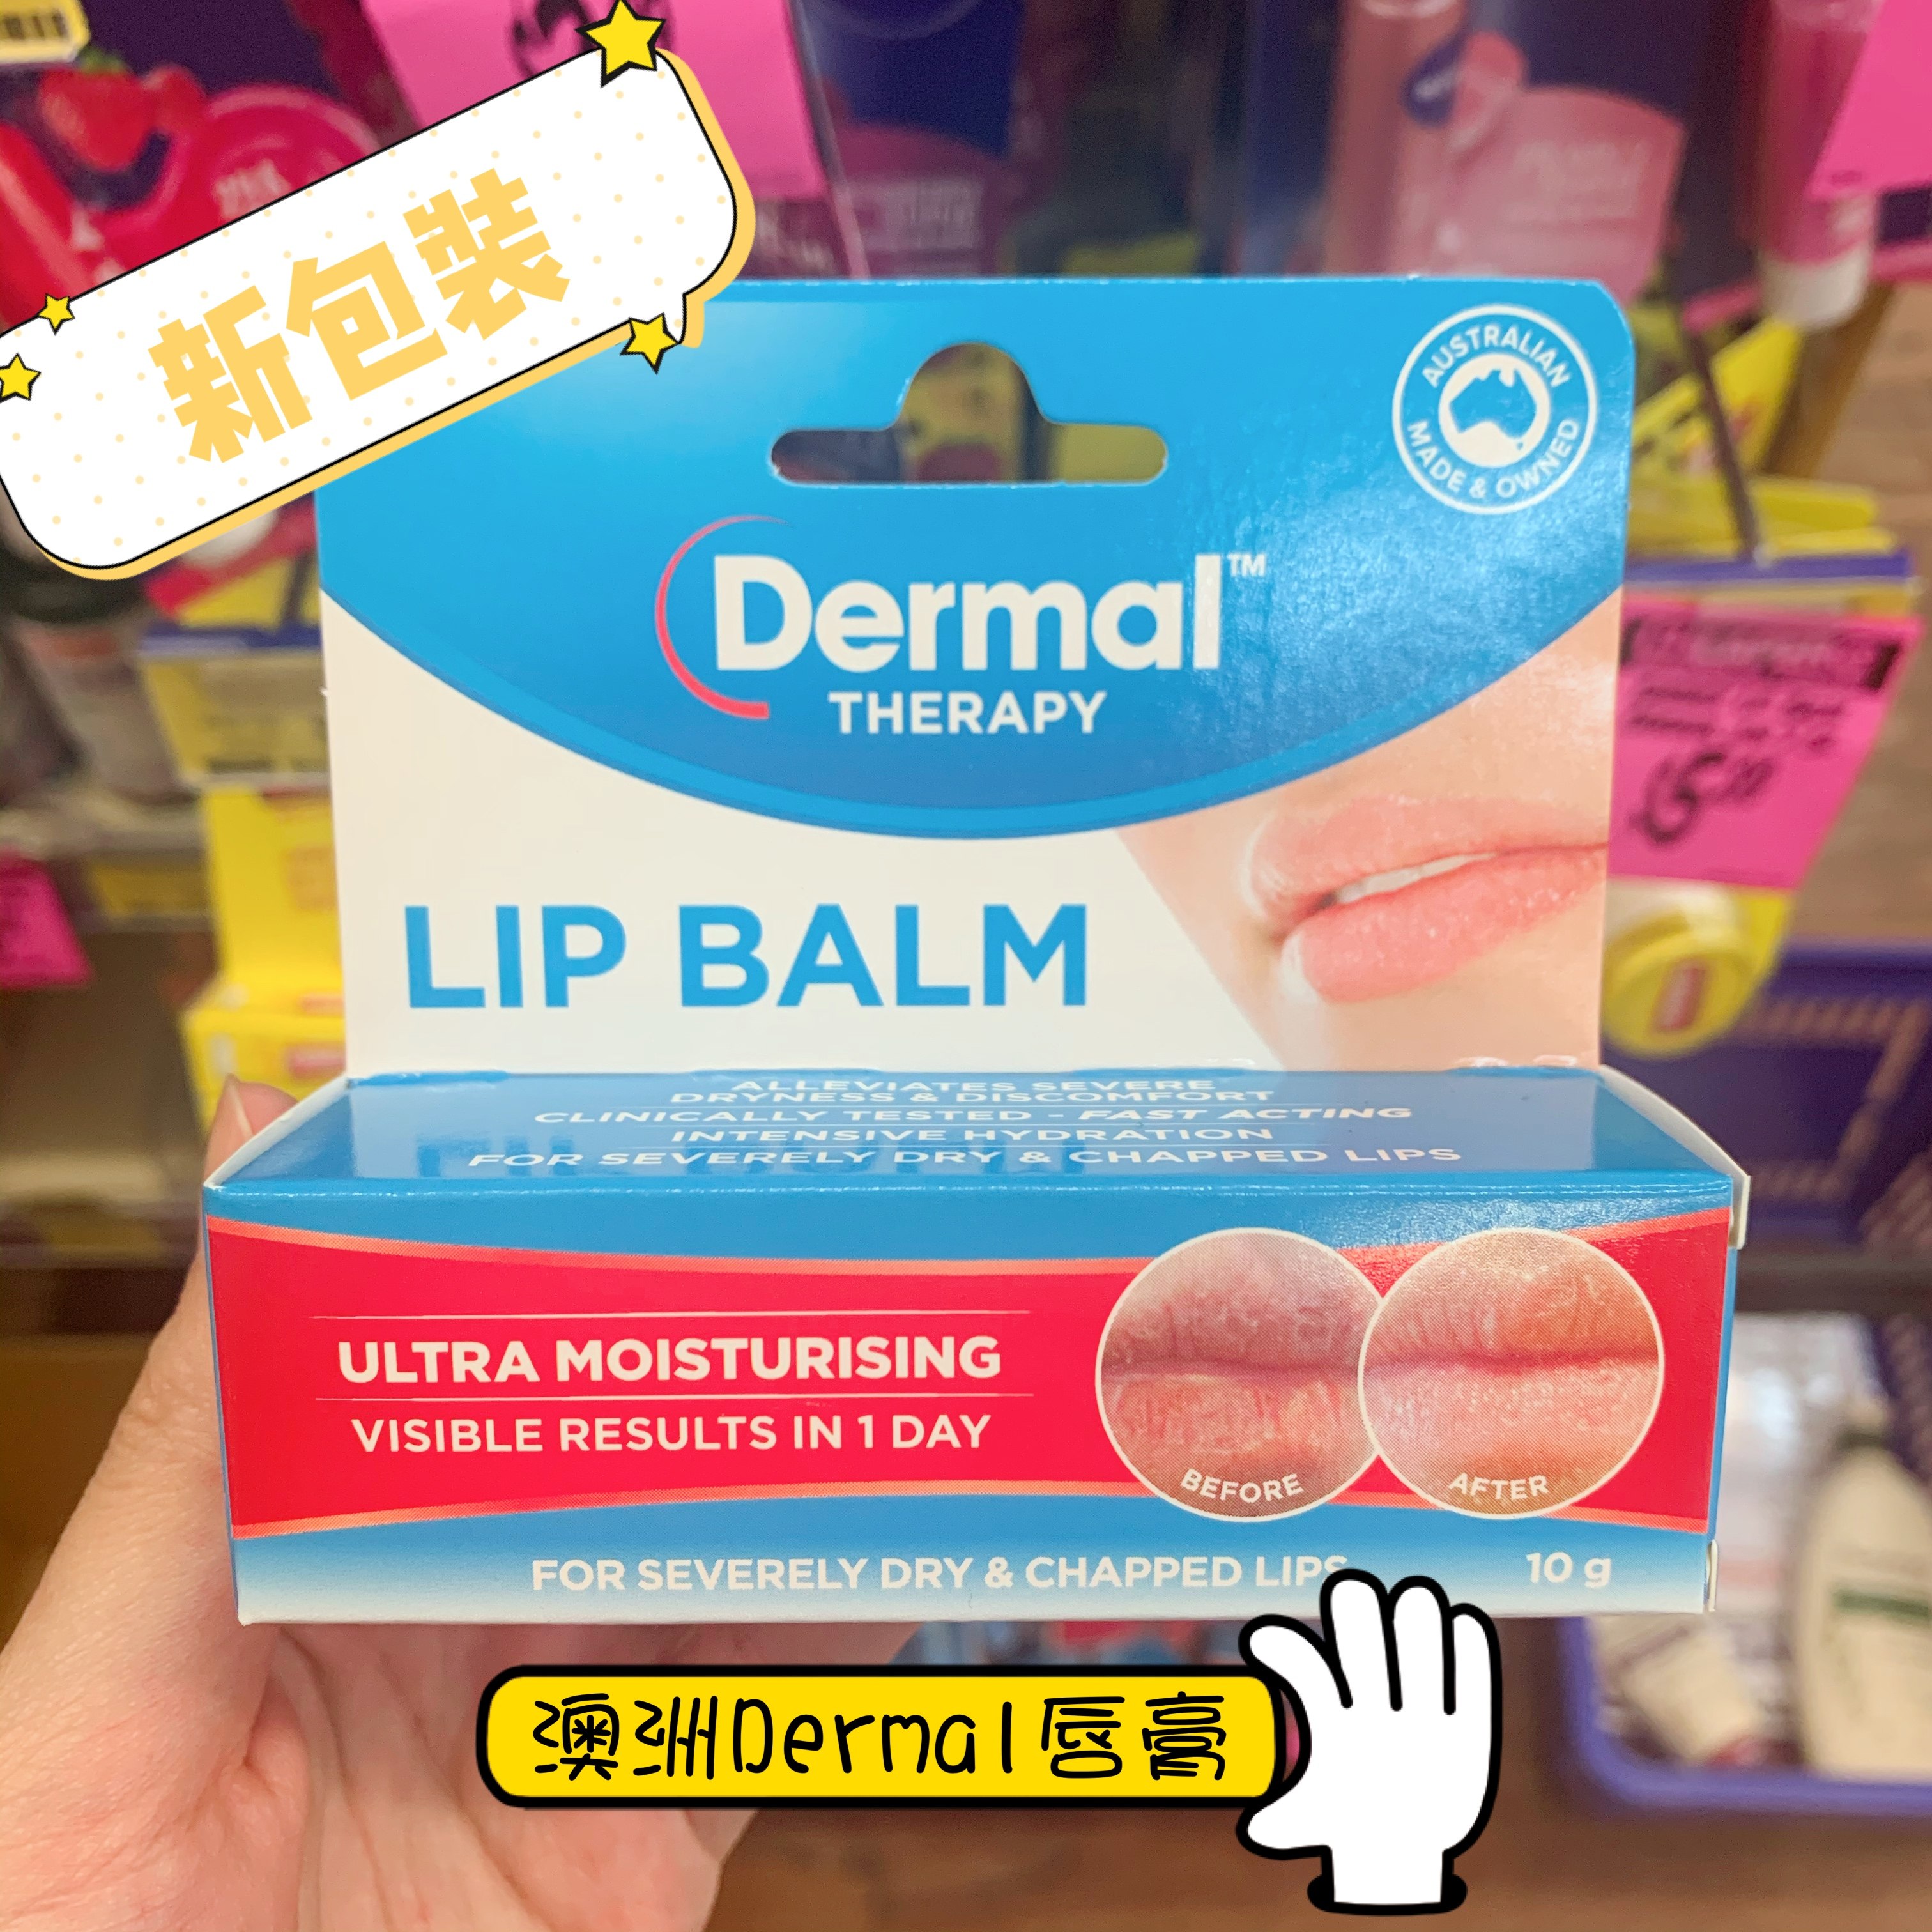 新包裝
AUSTRALIAN
MADE & OWNED
Dermal™
THERAPY
LIP BALM
ALLEVIATES SEVERE
DRYNESS & DISCOMFORT
CLINICALLY TESTED - FAST ACTING
INTENSIVE HYDRATION
FOR SEVERELY DRY & CHAPPED LIPS
ULTRA MOISTURISING
VISIBLE RESULTS IN 1 DAY
BEFORE
AFTER
FOR SEVERELY DRY & CHAPPED LIPS
10 g
澳洲Dermal唇膏